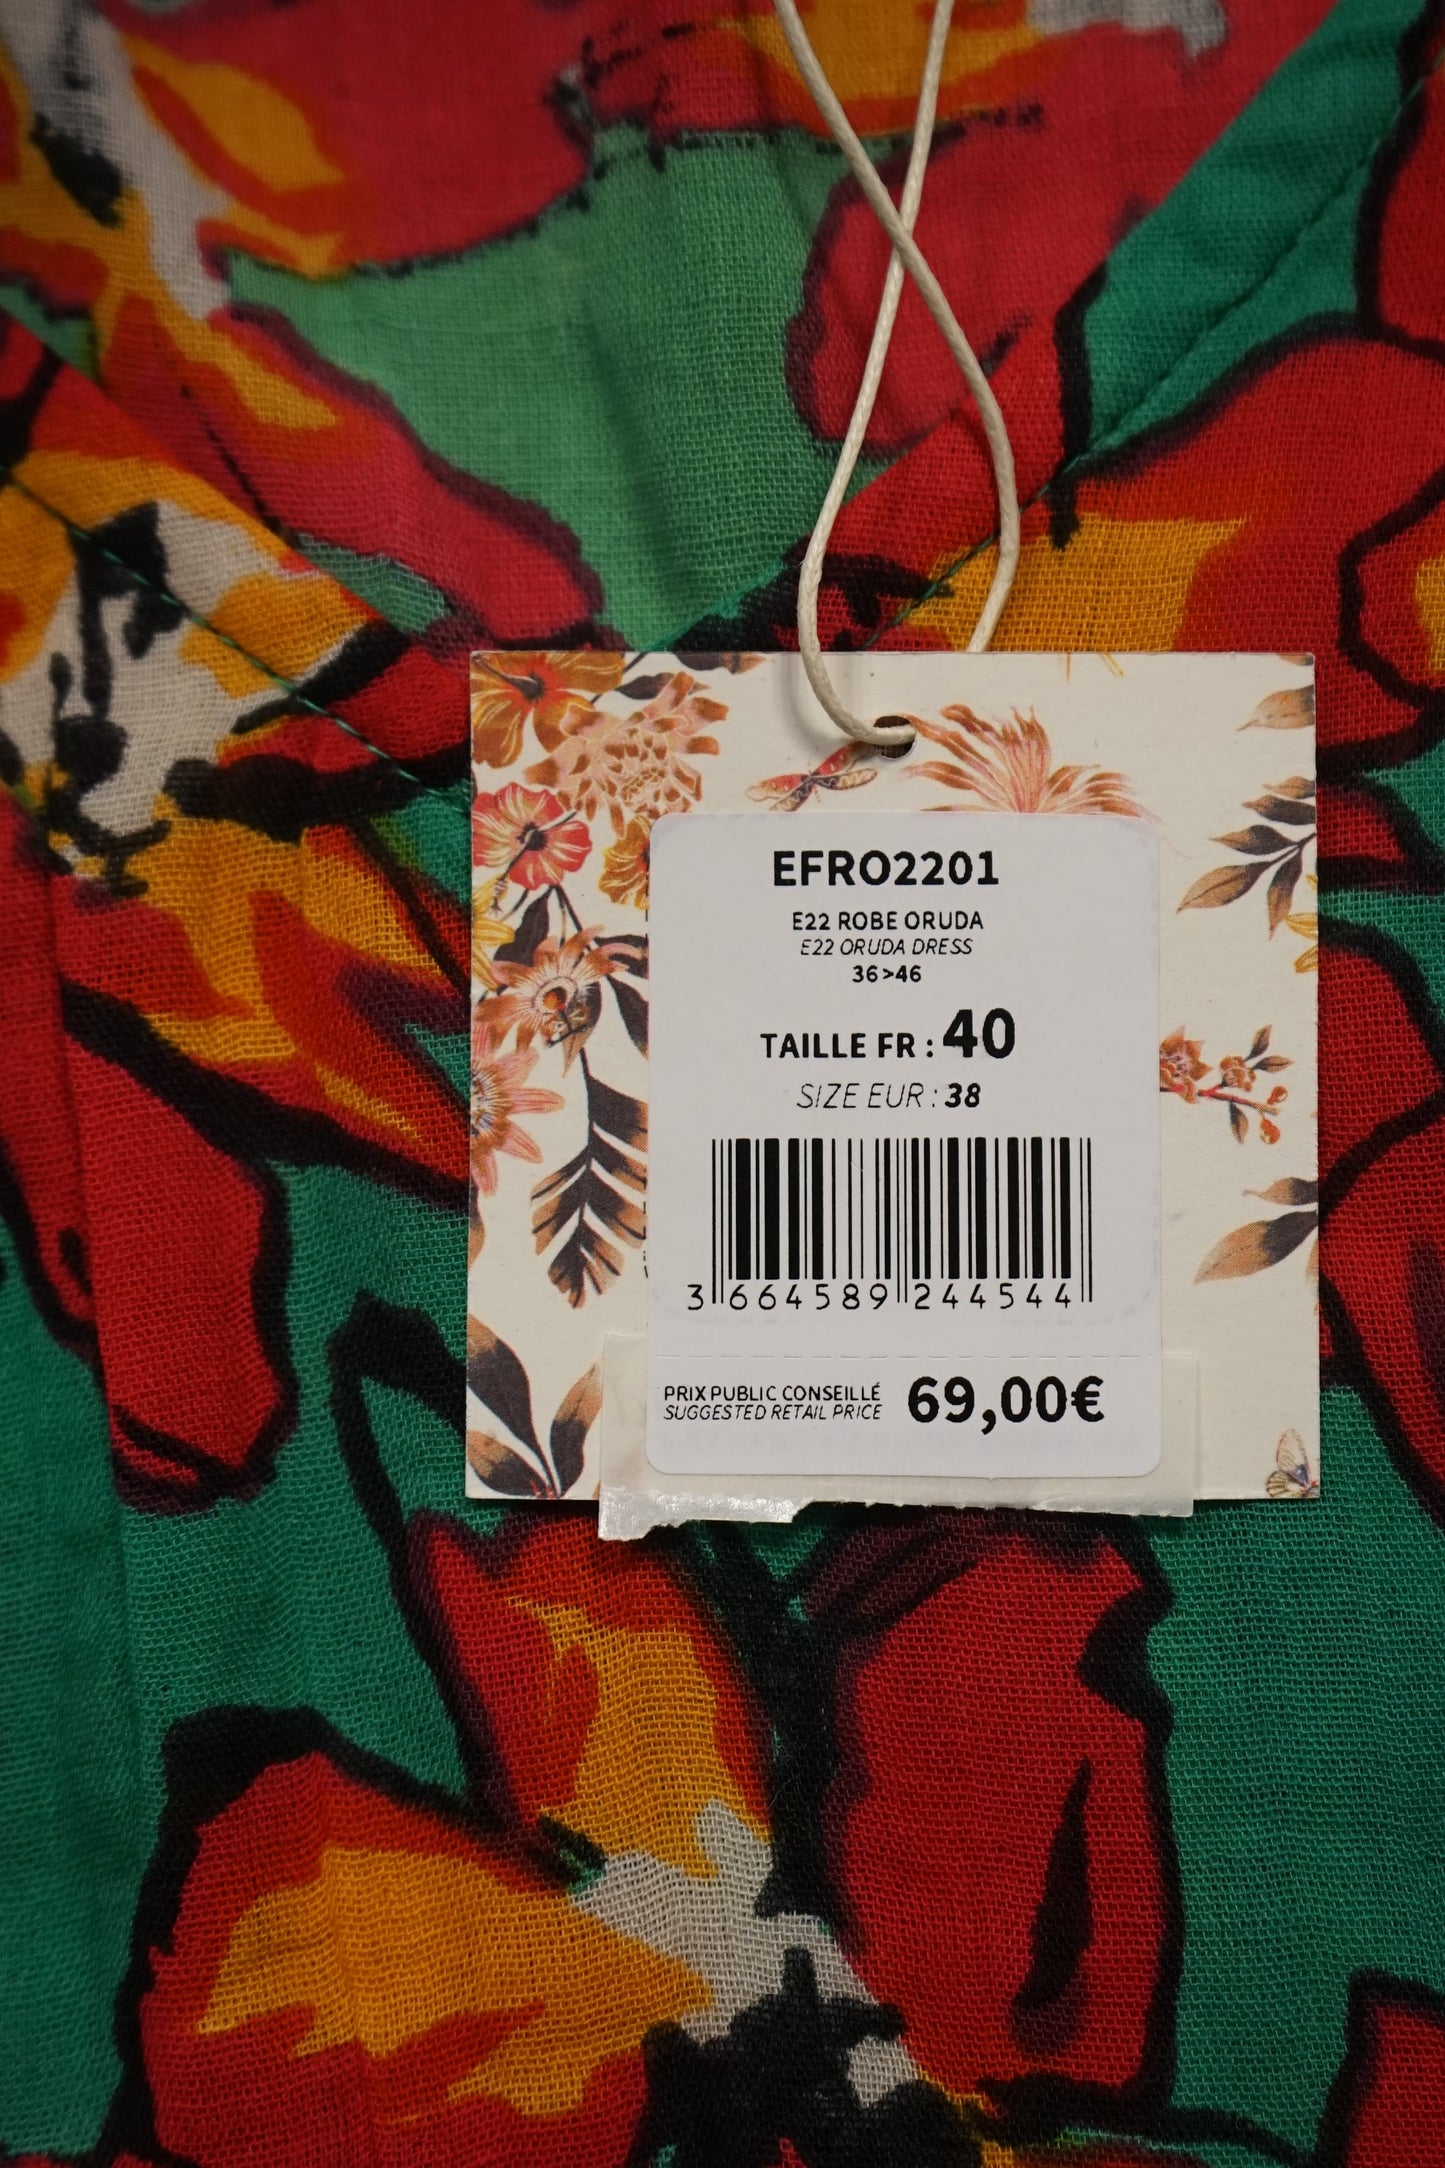 EFRO2201
E22 ROBE ORUDA
E22 ORUDA DRESS
36>46
TAILLE FR : 40
SIZE EUR : 38
3 664589 244544
PRIX PUBLIC CONSEILLÉ 69,00€
SUGGESTED RETAIL PRICE